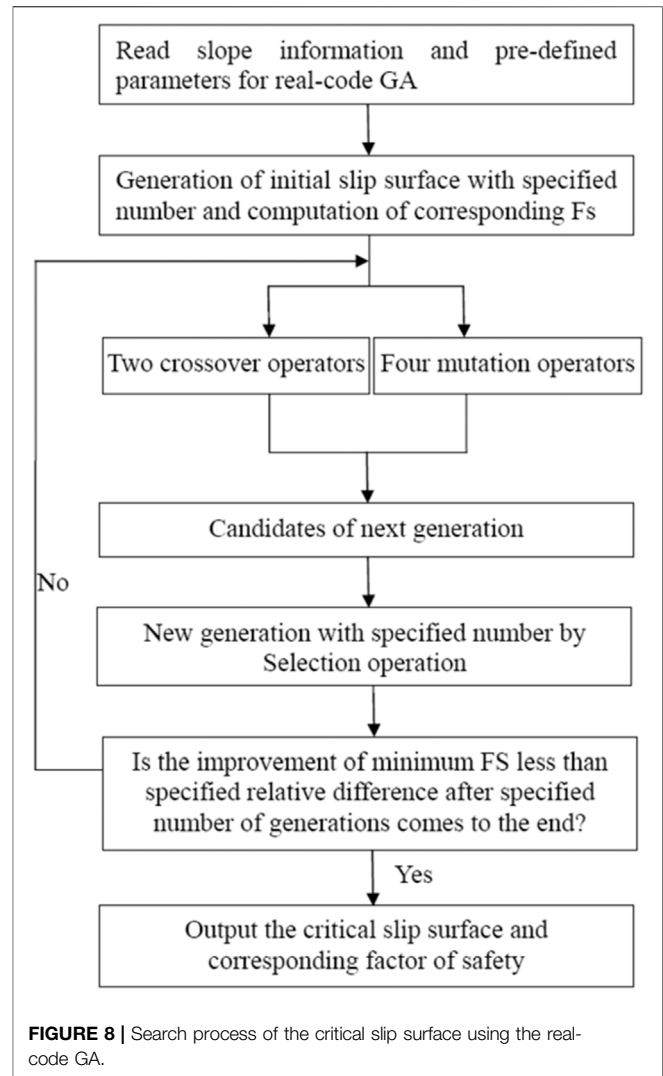 Read slope information and pre-defined
parameters for real-code GA
Generation of initial slip surface with specified
number and computation of corresponding Fs
Two crossover operators
Four mutation operators
Candidates of next generation
No
New generation with specified number by
Selection operation
Is the improvement of minimum FS less than
specified relative difference after specified
number of generations comes to the end?
Yes
Output the critical slip surface and
corresponding factor of safety
FIGURE 8 | Search process of the critical slip surface using the real-
code GA.